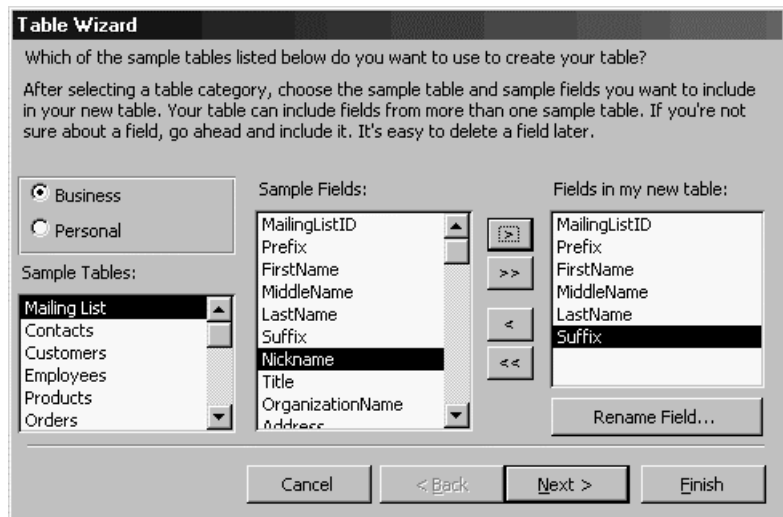 Table Wizard
Which of the sample tables listed below do you want to use to create your table?
After selecting a table category, choose the sample table and sample fields you want to include
in your new table. Your table can include fields from more than one sample table. If you're not
sure about a field, go ahead and include it. It's easy to delete a field later.
Business
Personal
Sample Tables:
Mailing List
Contacts
Customers
Employees
Products
Orders
Sample Fields:
MailingListID
Prefix
FirstName
MiddleName
LastName
Suffix
Nickname
Title
OrganizationName
Address
>
>>
<
<<
Fields in my new table:
MailingListID
Prefix
FirstName
MiddleName
LastName
Suffix
Rename Field...
Cancel
< Back
Next >
Finish